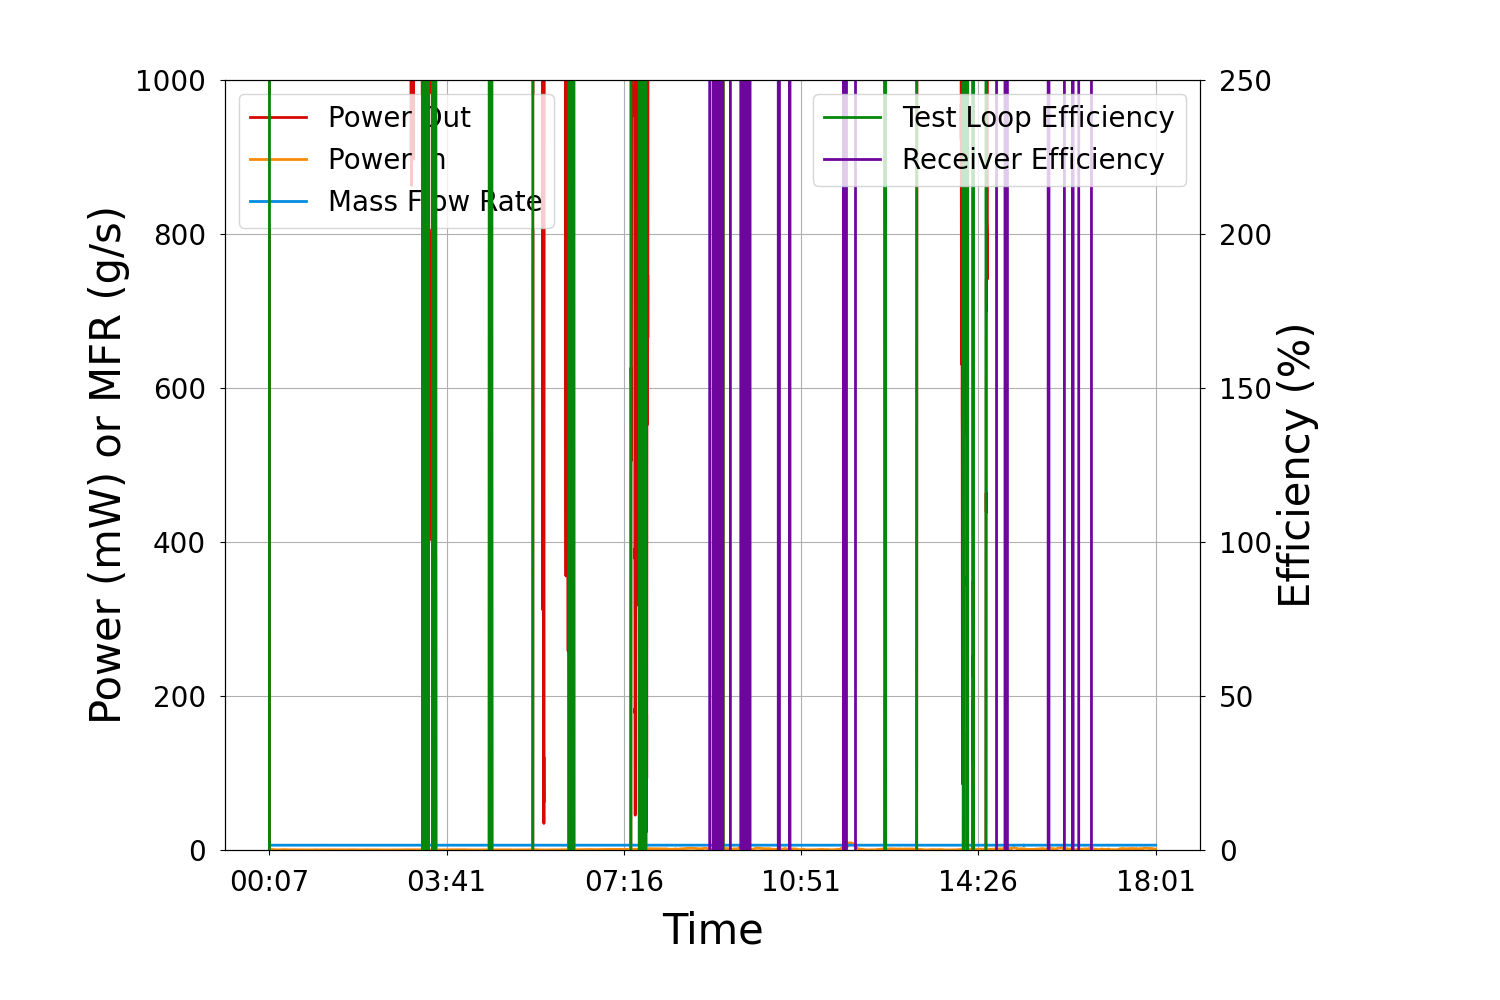 1000
800
600
400
200
0
Power (mW) or MFR (g/s)
Power Out
Power In
Mass Flow Rate
Test Loop Efficiency
Receiver Efficiency
250
200
150
100
50
0
Efficiency (%)
00:07 03:41 07:16 10:51 14:26 18:01
Time